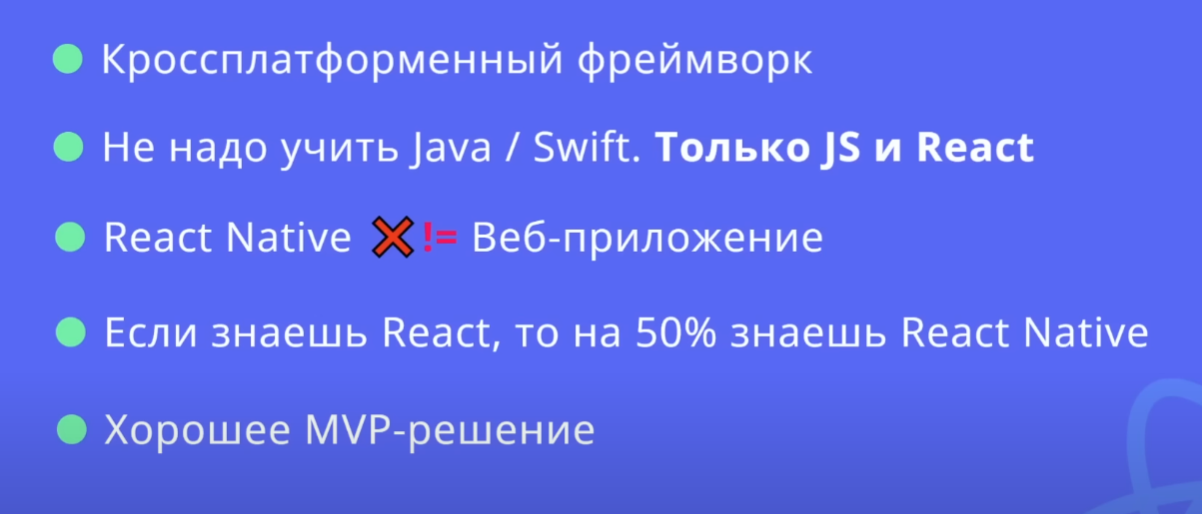 Кроссплатформенный фреймворк
Не надо учить Java / Swift. Только JS и React
React Native ❌!= Веб-приложение
Если знаешь React, то на 50% знаешь React Native
Хорошее MVP-решение